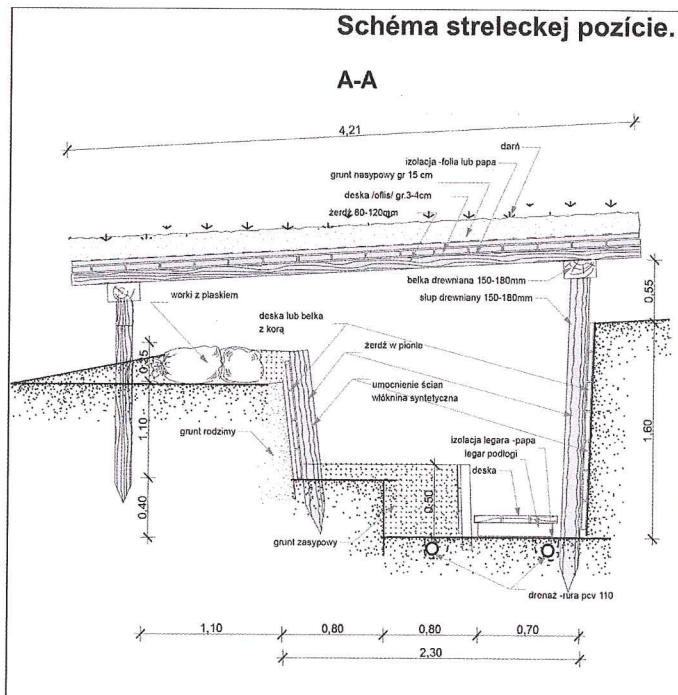 Schéma streleckej pozície.
A-A
4,21
darń
izolacja -folia lub papa
grunt nasypowy gr 15 cm
deska /oflis/ gr.3-4cm
żerdź 80-120mm
belka drewniana 150-180mm
słup drewniany 150-180mm
0,55
worki z piaskiem
deska lub belka
z korą
żerdź w pionie
umocnienie ścian
włóknina syntetyczna
0,25
1,10
0,40
1,60
grunt rodzimy
izolacja legara -papa
legar podłogi
deska
0,50
grunt zasypowy
drenaż -rura pcv 110
1,10
0,80
0,80
0,70
2,30